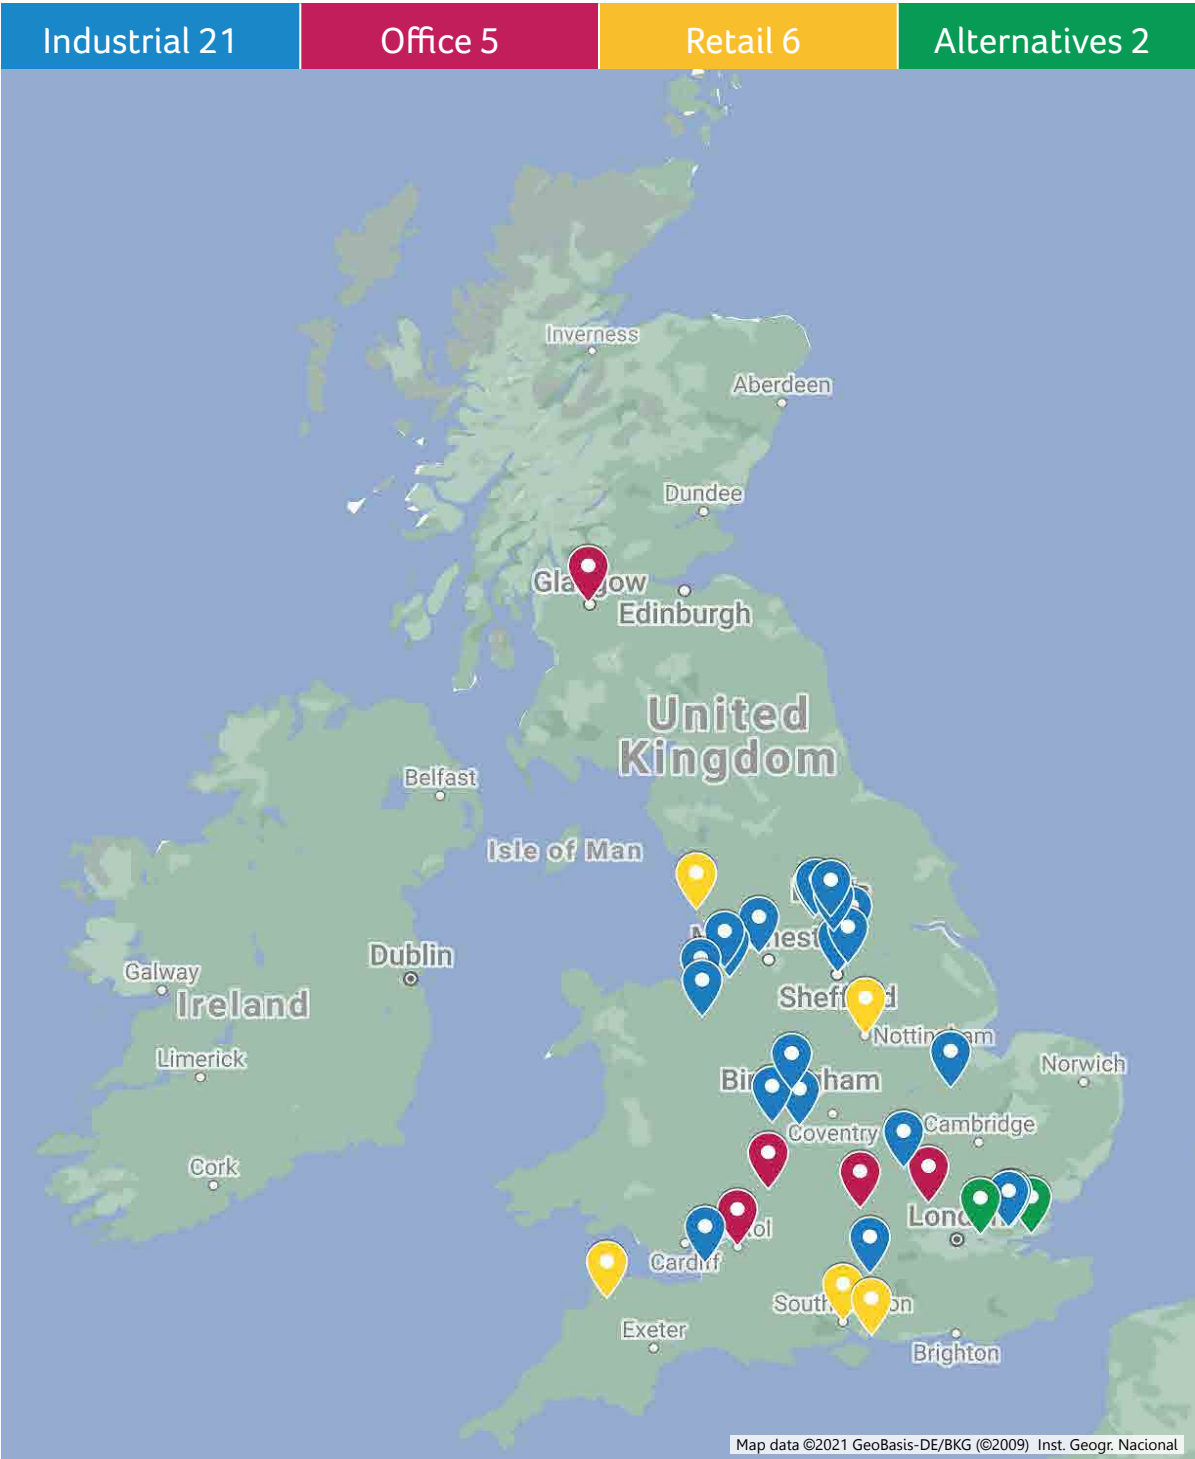 Industrial 21
Office 5
Retail 6
Alternatives 2
Inverness
Aberdeen
Dundee
Edinburgh
United
Kingdom
Belfast
Isle of Man
Dublin
Galway
Ireland
Limerick
Cork
Norwich
Coventry
Cambridge
Cardiff
Exeter
Brighton
Map data ©2021 GeoBasis-DE/BKG (©2009) Inst. Geogr. Nacional